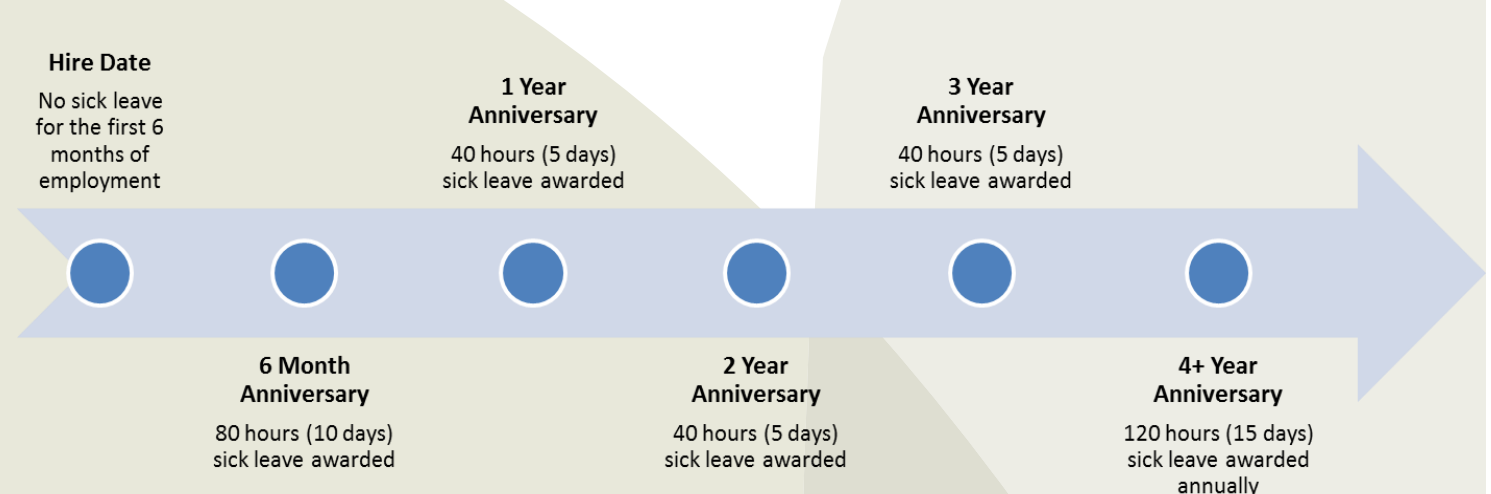 Hire Date
No sick leave
for the first 6
months of
employment
6 Month
Anniversary
80 hours (10 days)
sick leave awarded
1 Year
Anniversary
40 hours (5 days)
sick leave awarded
2 Year
Anniversary
40 hours (5 days)
sick leave awarded
3 Year
Anniversary
40 hours (5 days)
sick leave awarded
4+ Year
Anniversary
120 hours (15 days)
sick leave awarded
annually